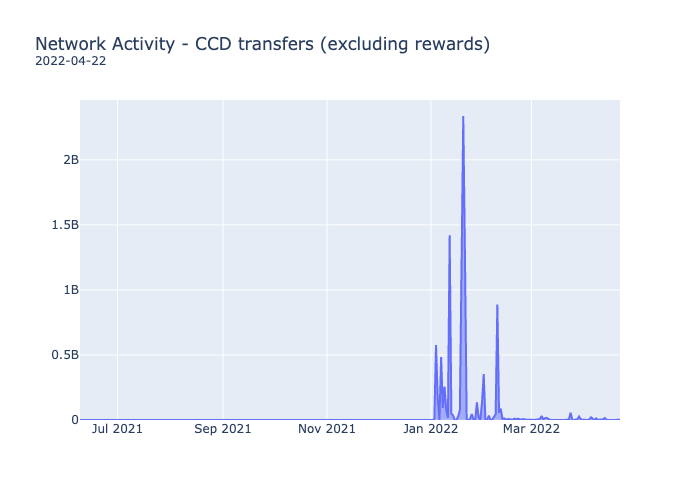 Network Activity - CCD transfers (excluding rewards)
2022-04-22
2B
1.5B
1B
0.5B
0
Jul 2021 Sep 2021 Nov 2021 Jan 2022 Mar 2022